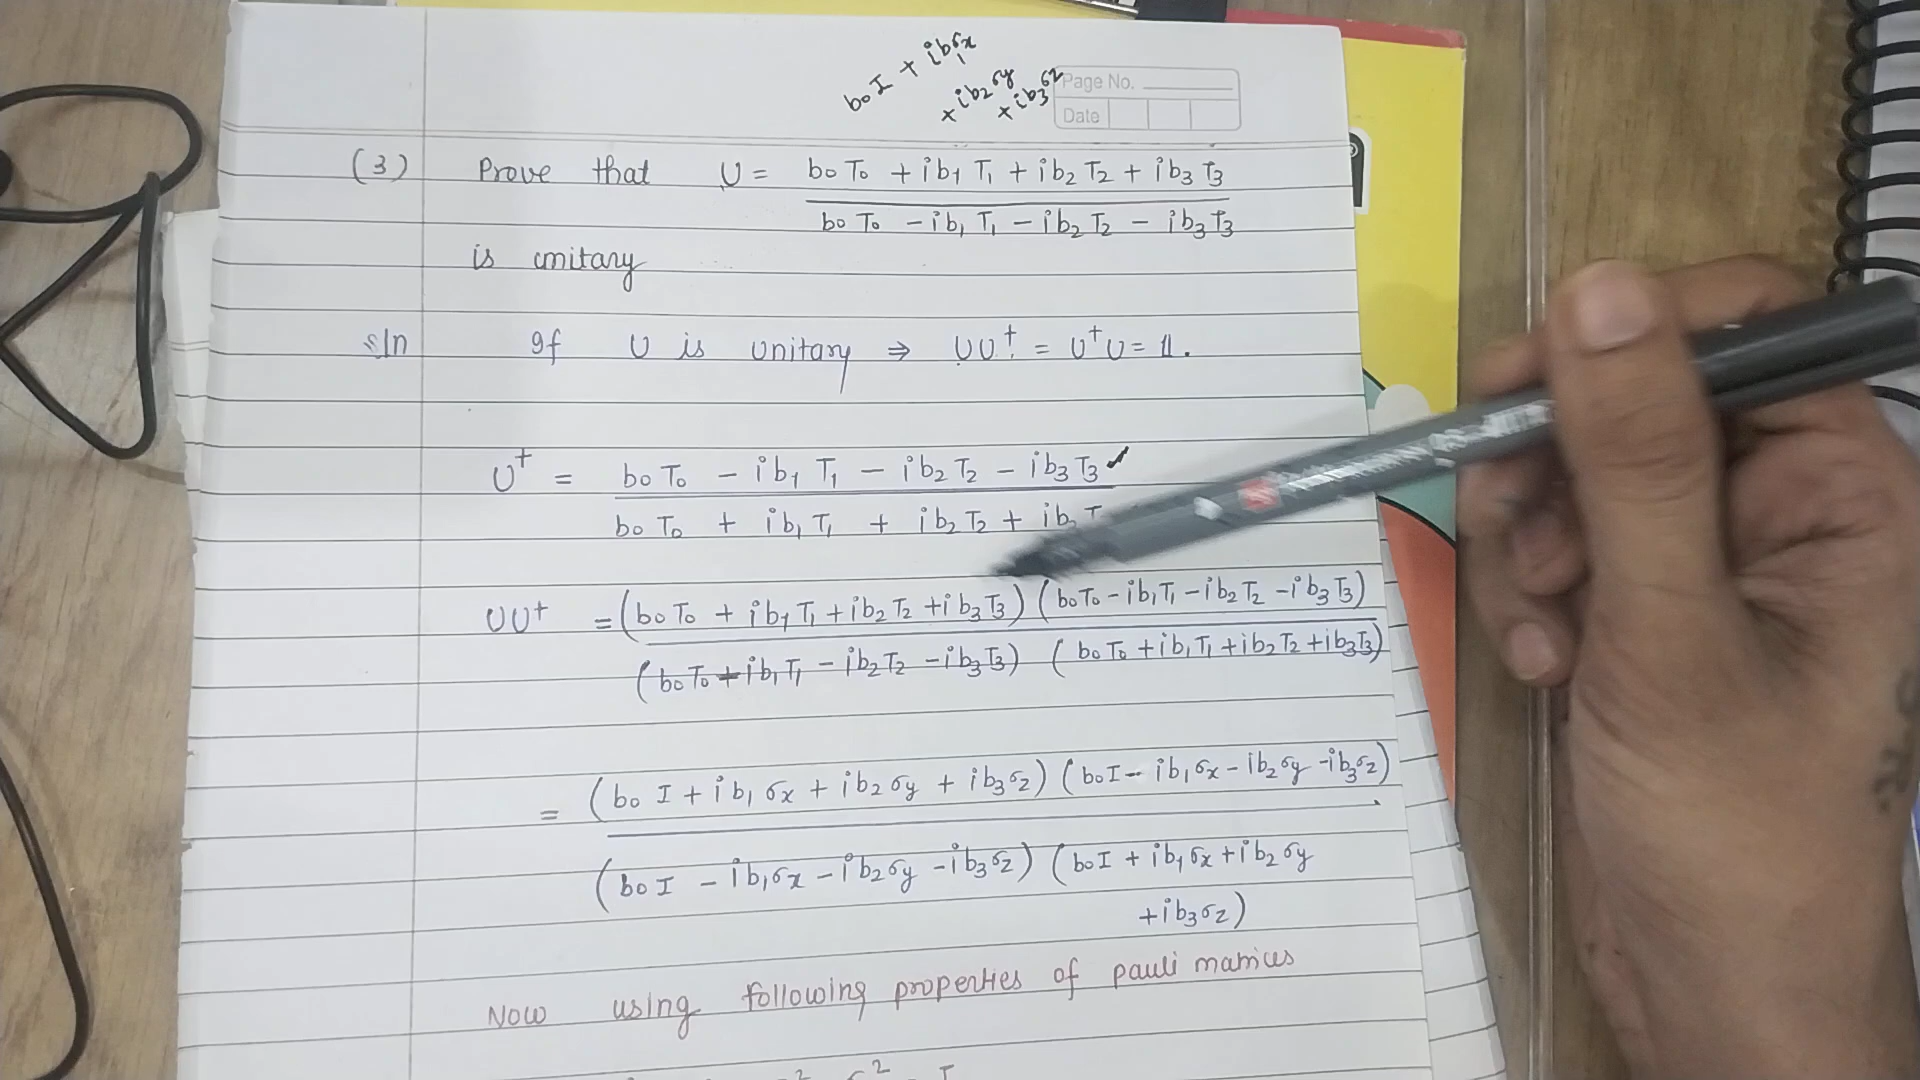 b₀I + ib₁σx
+ib₂σy
+ib₃σz
Page No.
Date
(3) Prove that U = b₀T₀ + ib₁T₁ + ib₂T₂ + ib₃T₃
b₀T₀ - ib₁T₁ - ib₂T₂ - ib₃T₃
is unitary
sln If U is unitary ⇒ UU† = U†U = 𝟙.
U† = b₀T₀ - ib₁T₁ - ib₂T₂ - ib₃T₃
b₀T₀ + ib₁T₁ + ib₂T₂ + ib
UU† = (b₀T₀ + ib₁T₁ + ib₂T₂ + ib₃T₃) (b₀T₀ - ib₁T₁ - ib₂T₂ - ib₃T₃)
(b₀T₀ + ib₁T₁ - ib₂T₂ - ib₃T₃) (b₀T₀ + ib₁T₁ + ib₂T₂ + ib₃T₃)
= (b₀I + ib₁σx + ib₂σy + ib₃σz) (b₀I - ib₁σx - ib₂σy - ib₃σz)
(b₀I - ib₁σx - ib₂σy - ib₃σz) (b₀I + ib₁σx + ib₂σy
+ib₃σz)
Now using following properties of pauli matrices